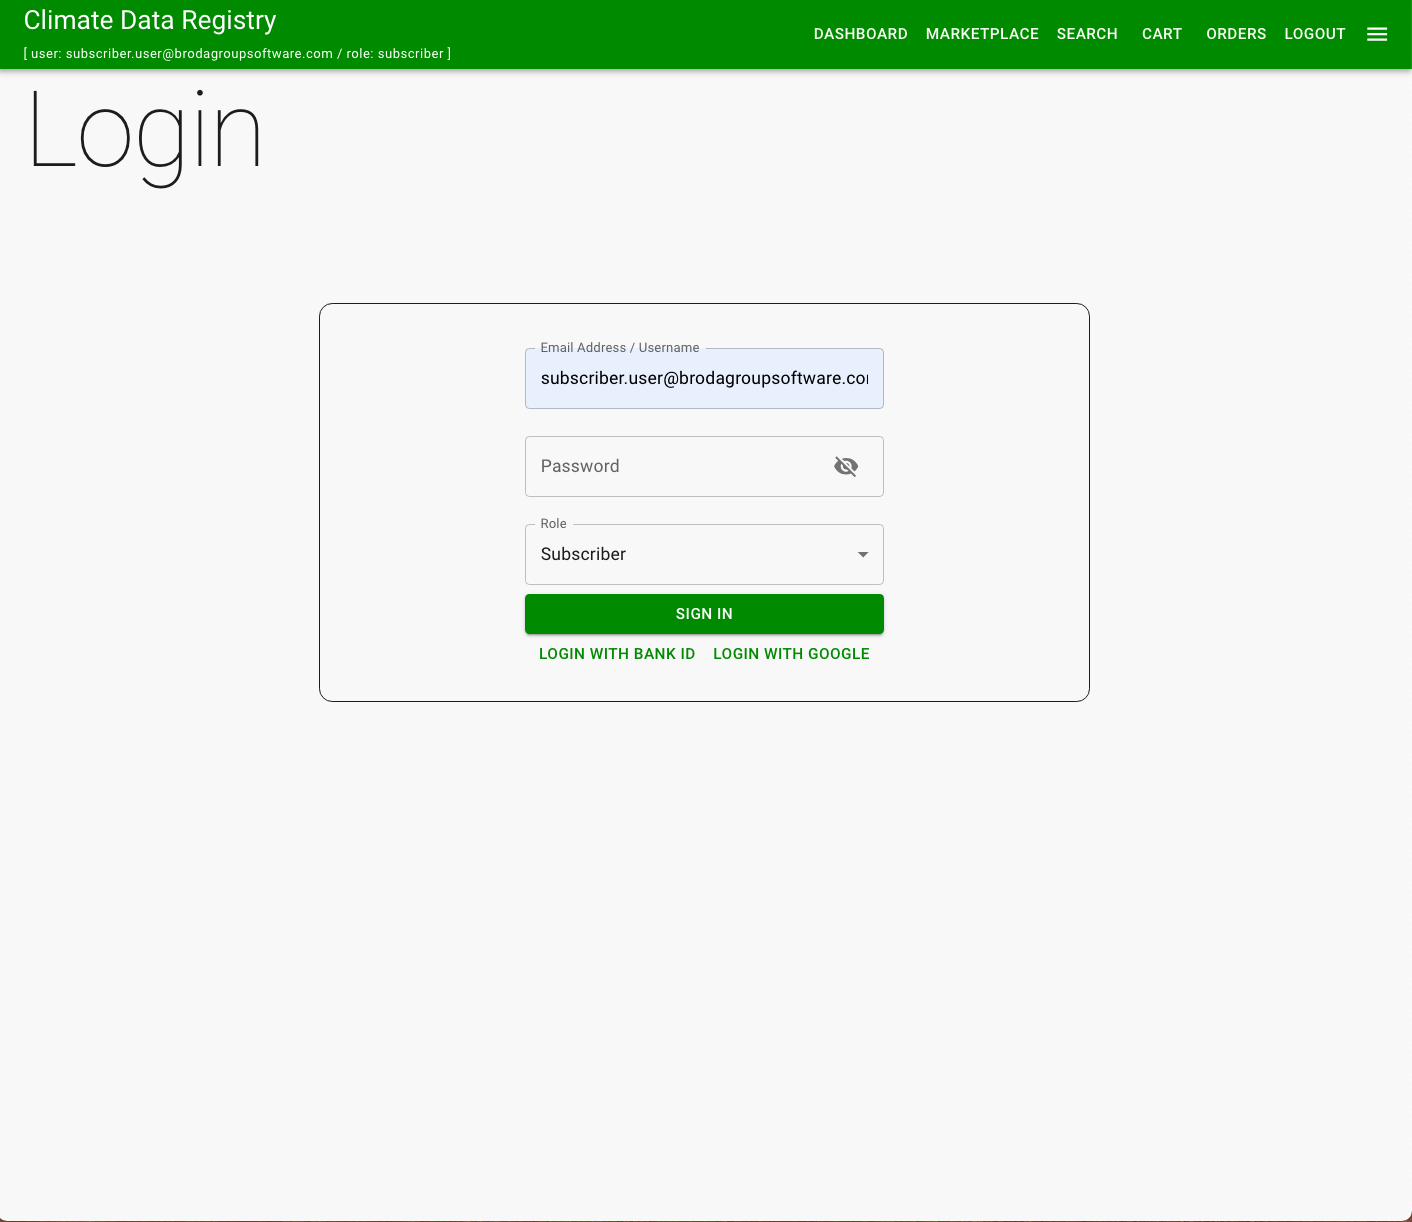 Climate Data Registry
[ user: subscriber.user@brodagroupsoftware.com / role: subscriber ]
DASHBOARD MARKETPLACE SEARCH CART ORDERS LOGOUT
Login
Email Address / Username
subscriber.user@brodagroupsoftware.co
Password
Role
Subscriber
SIGN IN
LOGIN WITH BANK ID LOGIN WITH GOOGLE